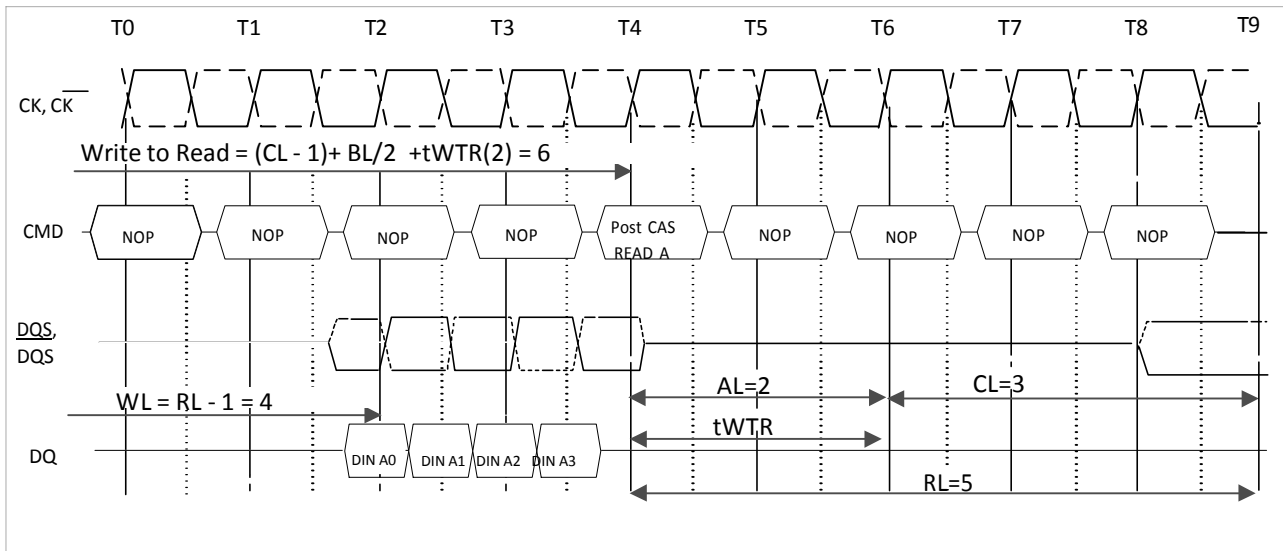 T0 T1 T2 T3 T4 T5 T6 T7 T8 T9
CK, CK
Write to Read = (CL - 1)+ BL/2 +tWTR(2) = 6
CMD NOP NOP NOP NOP Post CAS NOP NOP NOP NOP
READ A
DQS,
DQS
AL=2 CL=3
WL = RL - 1 = 4
tWTR
DQ DIN A0 DIN A1 DIN A2 DIN A3
RL=5